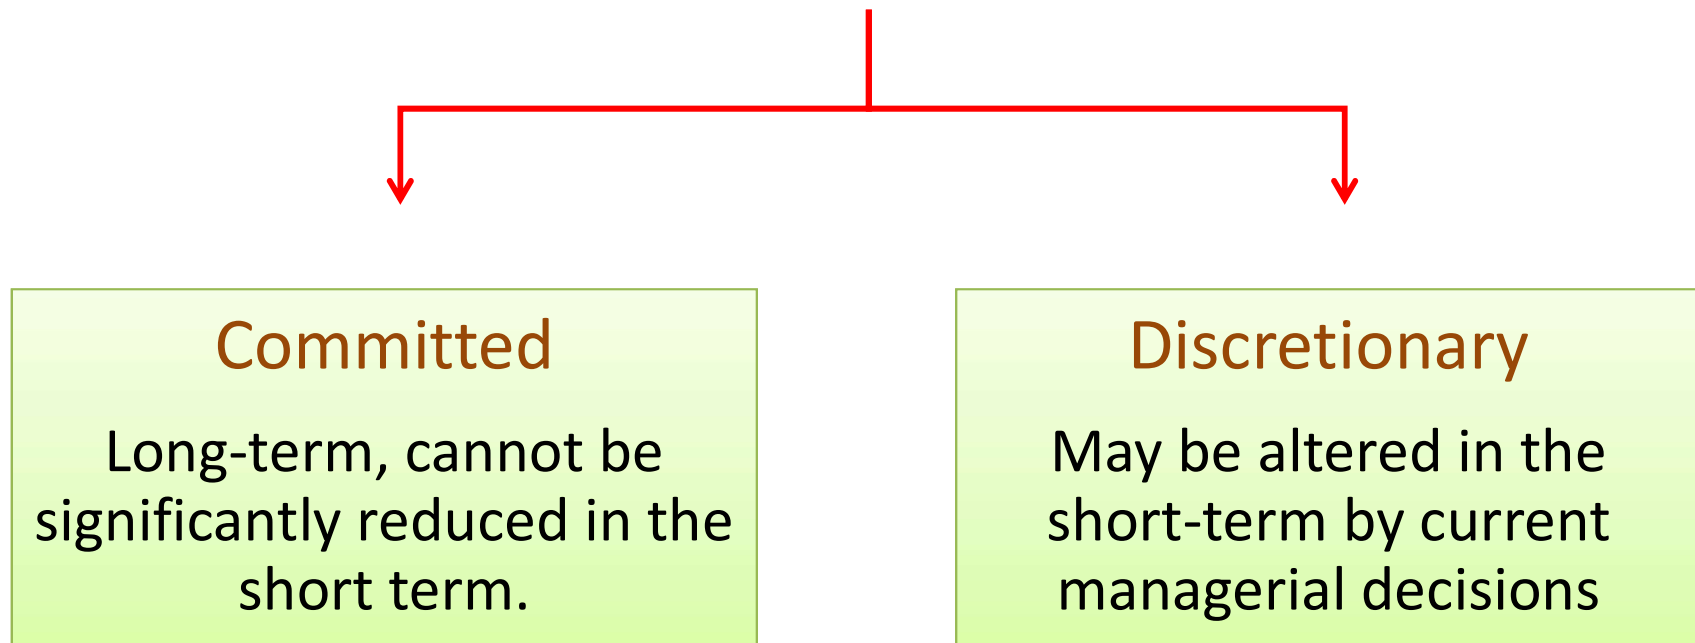 Committed
Long-term, cannot be
significantly reduced in the
short term.
Discretionary
May be altered in the
short-term by current
managerial decisions